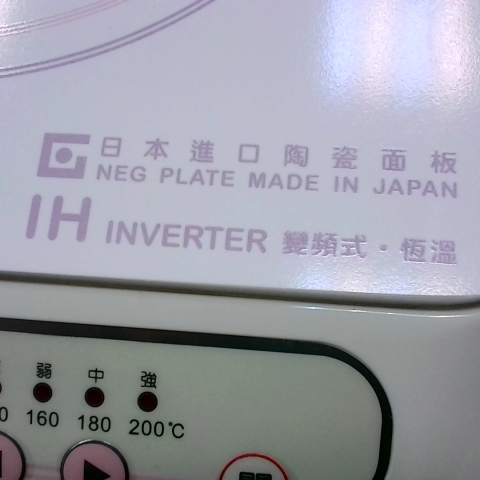 日本進口陶瓷面板
NEG PLATE MADE IN JAPAN
IH INVERTER 變頻式・恆溫
弱 中 強
160 180 200℃